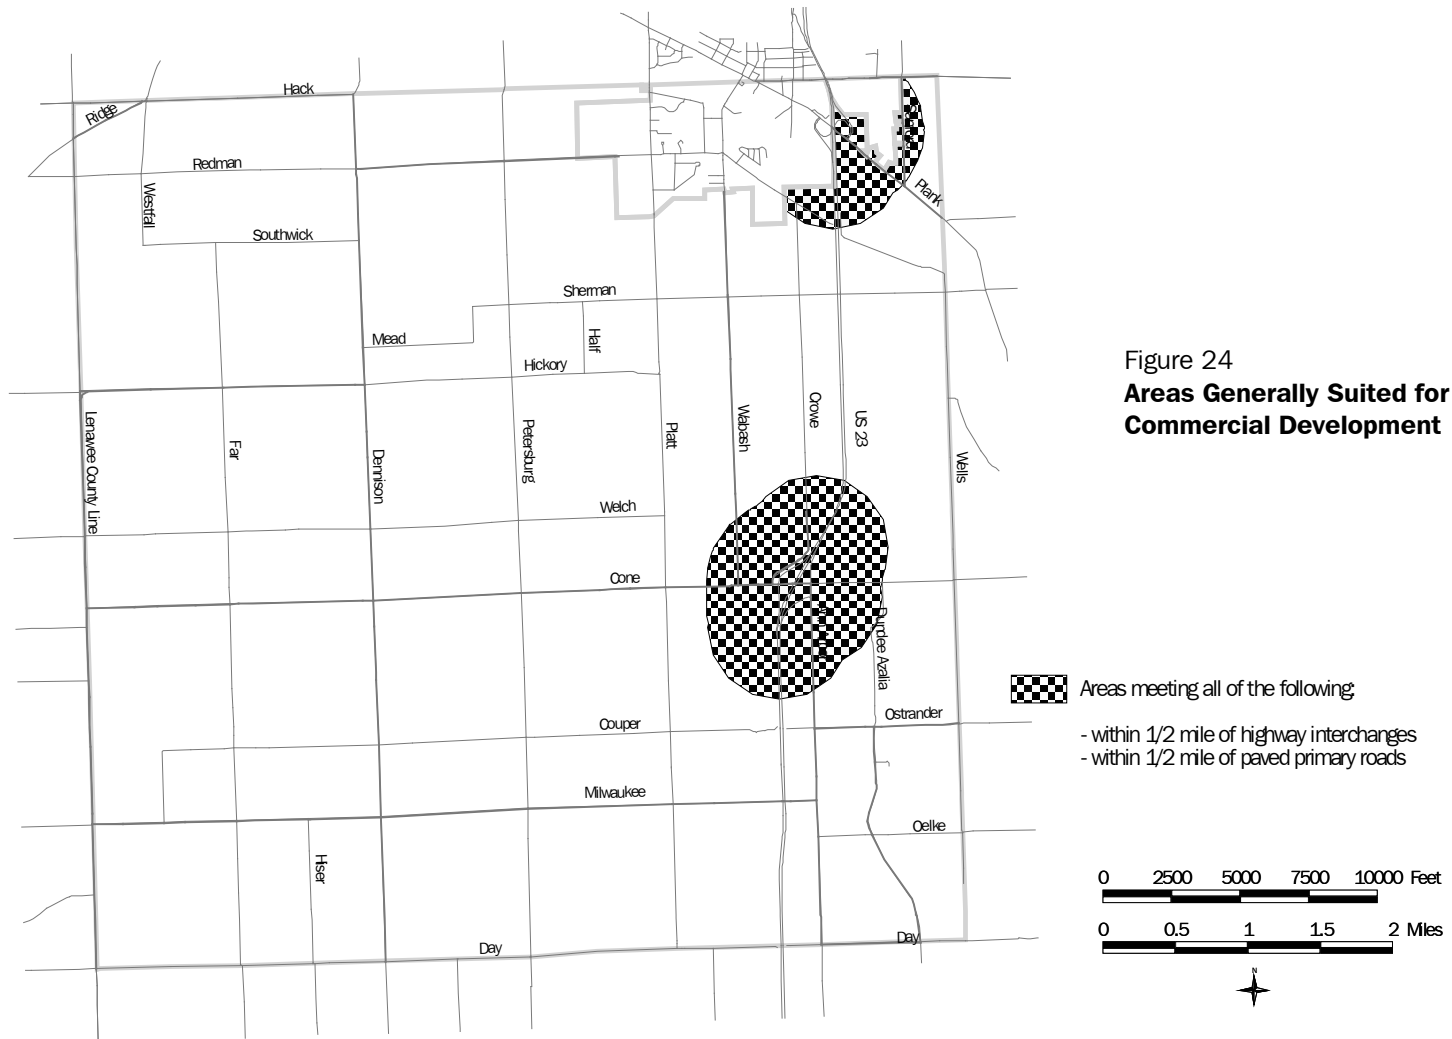 Hack
Ridge
Redman
Westfall
Southwick
Plank
Sherman
Mead
Half
Hickory
Figure 24
Areas Generally Suited for
Commercial Development
Lenawee County Line
Far
Dennison
Petersburg
Platt
Wabash
Crowe
US 23
Wells
Welch
Cone
Dundee Azalia
Areas meeting all of the following:
- within 1/2 mile of highway interchanges
- within 1/2 mile of paved primary roads
Couper
Ostrander
Milwaukee
Oelke
Hiser
0 2500 5000 7500 10000 Feet
0 0.5 1 1.5 2 Miles
Day
Day
N